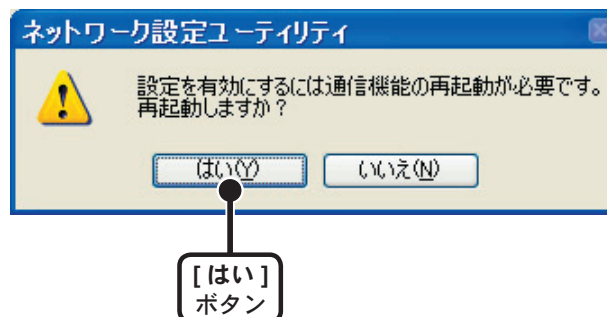 ネットワーク設定ユーティリティ
設定を有効にするには通信機能の再起動が必要です。
再起動しますか？
はい(Y)
いいえ(N)
[はい]
ボタン